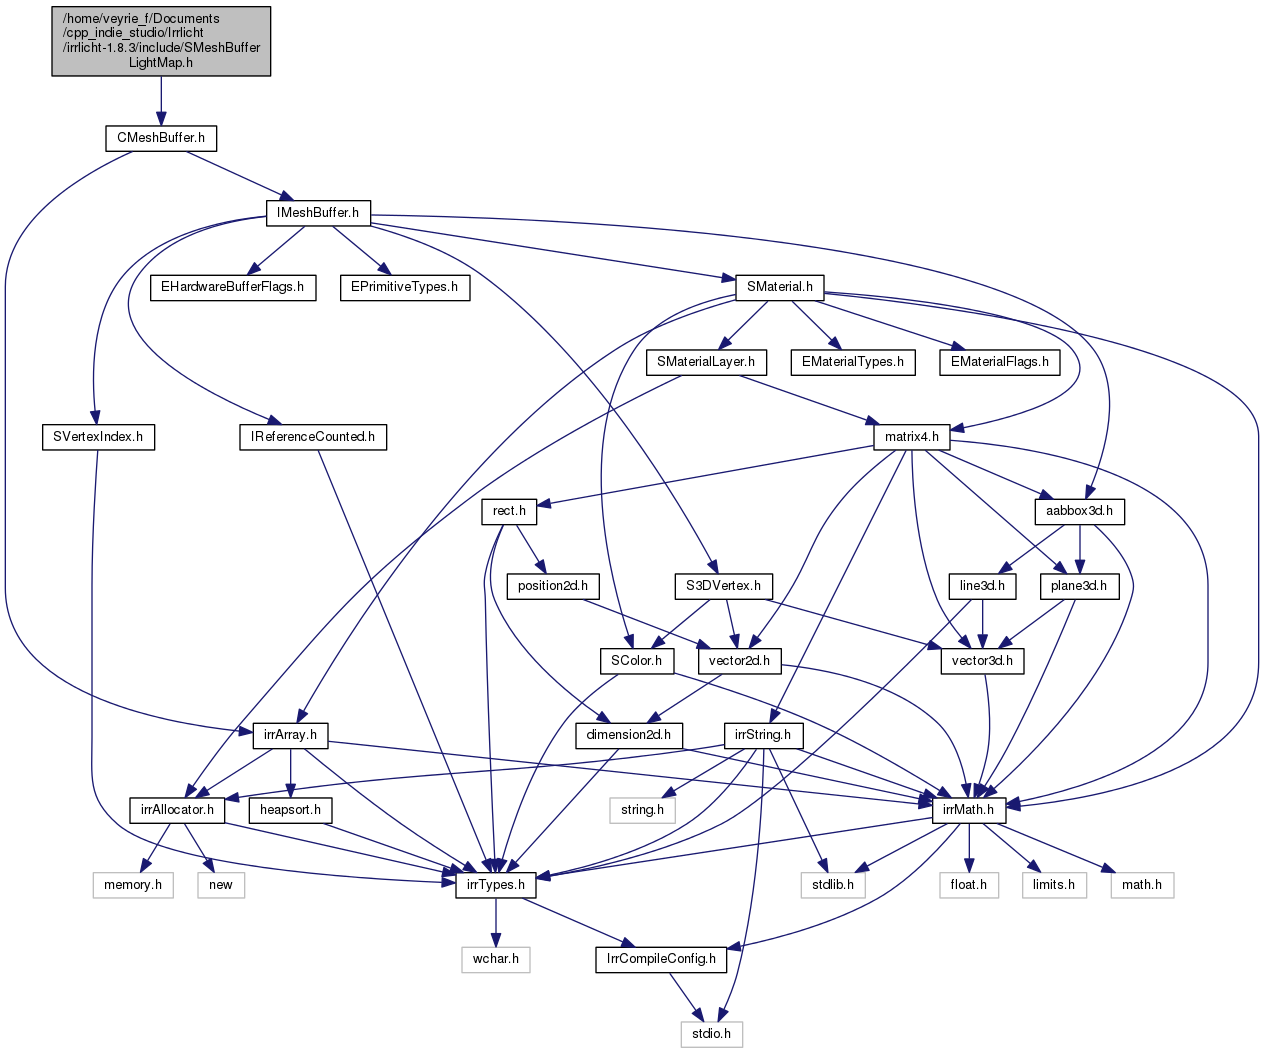 /home/veyrie_f/Documents
/cpp_indie_studio/Irrlicht
/irrlicht-1.8.3/include/SMeshBuffer
LightMap.h
CMeshBuffer.h
IMeshBuffer.h
EHardwareBufferFlags.h
EPrimitiveTypes.h
SMaterial.h
SMaterialLayer.h
EMaterialTypes.h
EMaterialFlags.h
SVertexIndex.h
IReferenceCounted.h
matrix4.h
rect.h
aabbox3d.h
position2d.h
S3DVertex.h
line3d.h
plane3d.h
SColor.h
vector2d.h
vector3d.h
irrArray.h
dimension2d.h
irrString.h
irrAllocator.h
heapsort.h
string.h
irrMath.h
memory.h
new
irrTypes.h
stdlib.h
float.h
limits.h
math.h
wchar.h
IrrCompileConfig.h
stdio.h